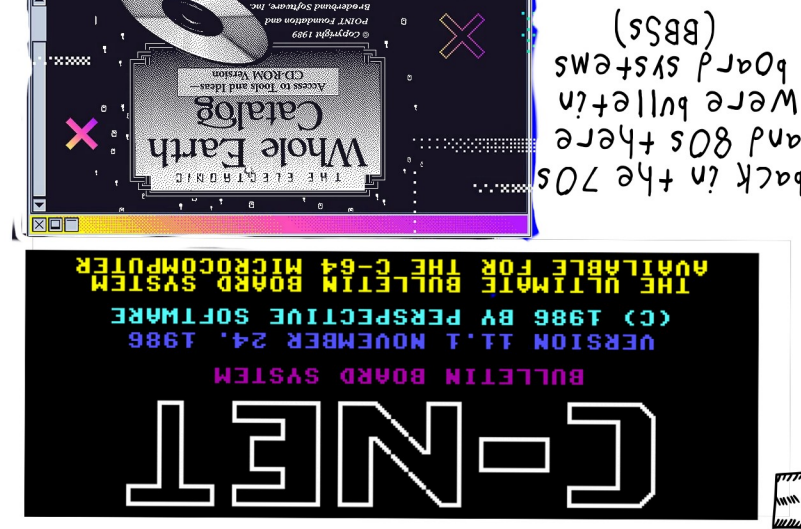 back in the 70s
and 80s there
were bulletin
board systems
(BBSs)
C-NET
BULLETIN BOARD SYSTEM
VERSION 11.1 NOVEMBER 24, 1986
(C) 1986 BY PERSPECTIVE SOFTWARE
THE ULTIMATE BULLETIN BOARD SYSTEM
AVAILABLE FOR THE C-64 MICROCOMPUTER
THE ELECTRONIC
Whole Earth
Catalog
Access to Tools and Ideas—
CD-ROM Version
© Copyright 1989
POINT Foundation and
Broderbund Software, Inc.